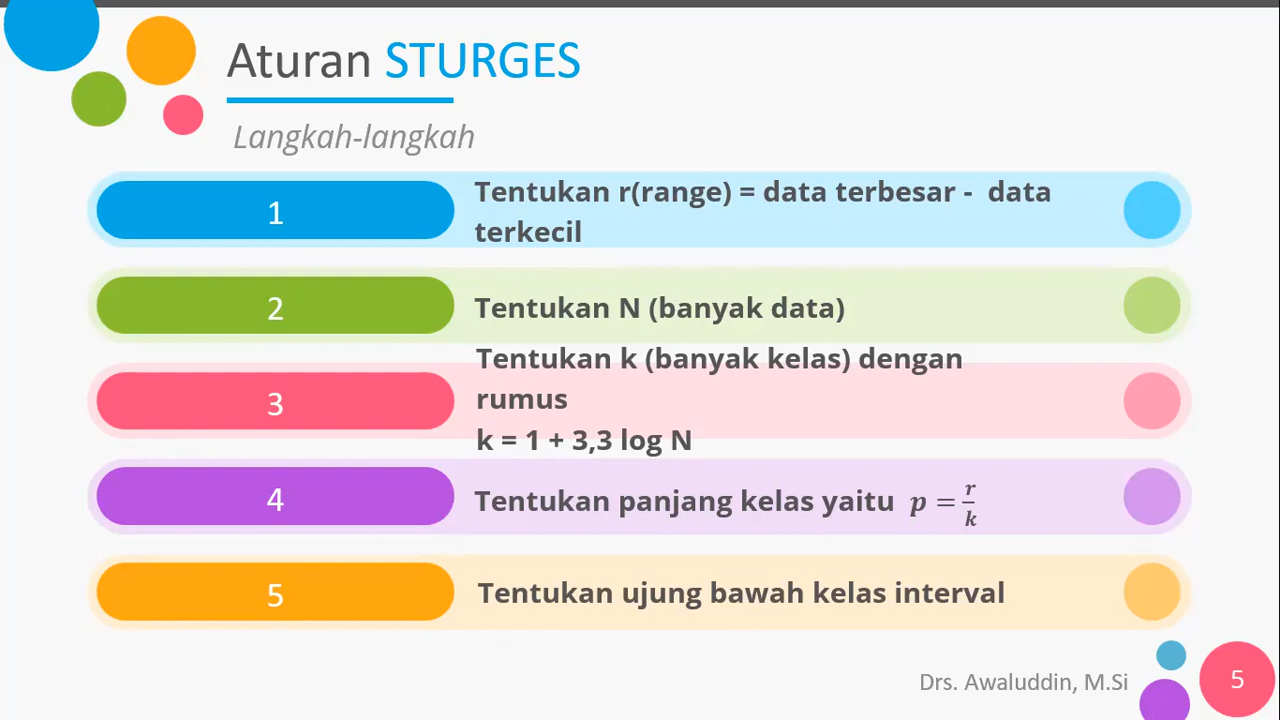 Aturan STURGES
Langkah-langkah
1
Tentukan r(range) = data terbesar - data
terkecil
2
Tentukan N (banyak data)
3
Tentukan k (banyak kelas) dengan
rumus
k = 1 + 3,3 log N
4
Tentukan panjang kelas yaitu p = r/k
5
Tentukan ujung bawah kelas interval
Drs. Awaluddin, M.Si
5